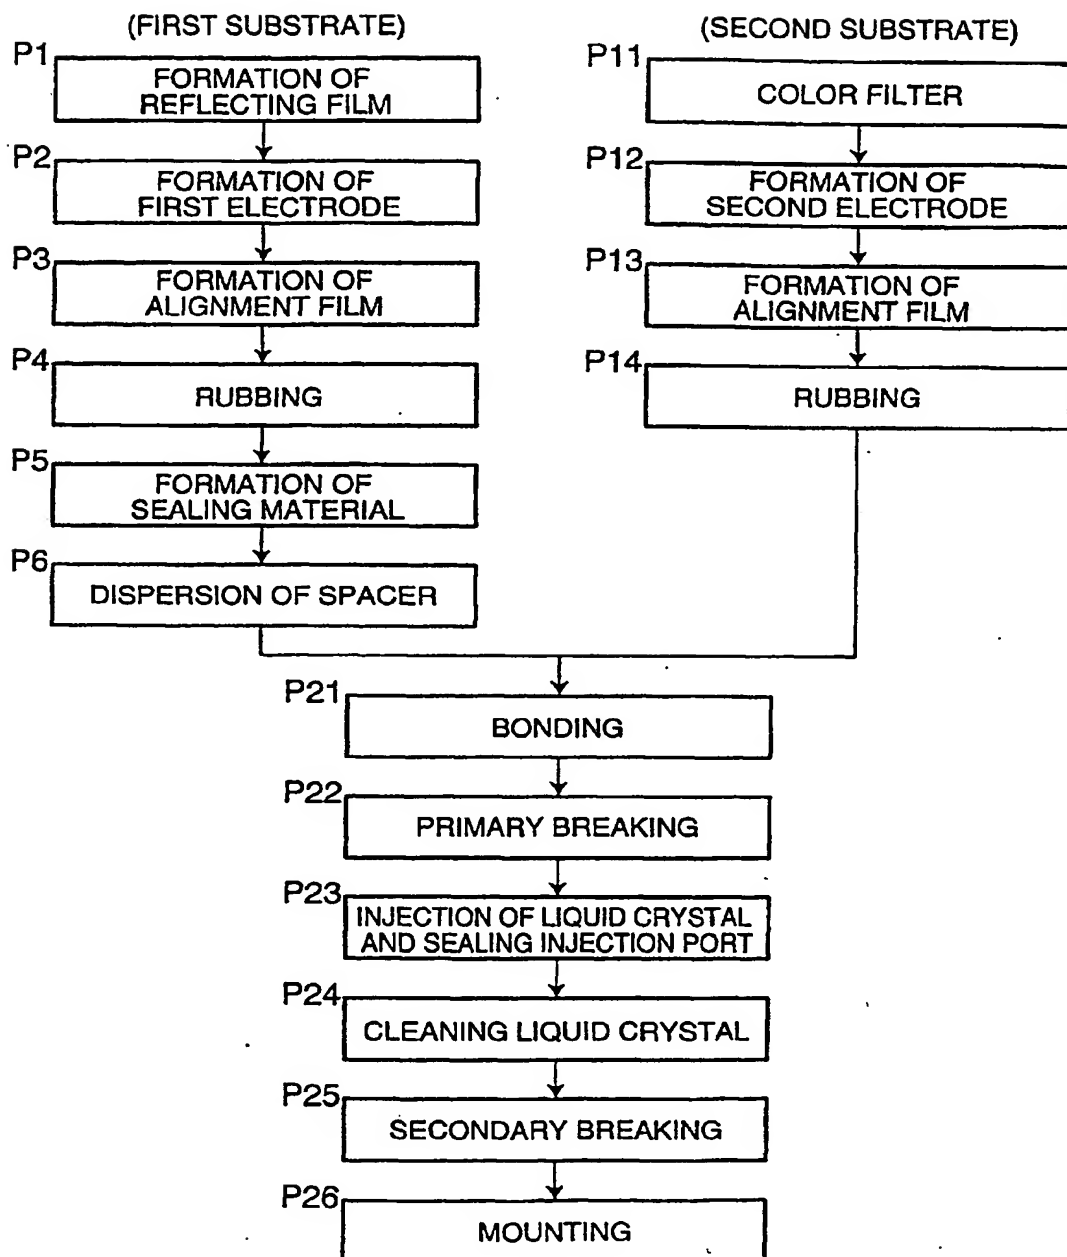 (FIRST SUBSTRATE)
P1
FORMATION OF
REFLECTING FILM
P2
FORMATION OF
FIRST ELECTRODE
P3
FORMATION OF
ALIGNMENT FILM
P4
RUBBING
P5
FORMATION OF
SEALING MATERIAL
P6
DISPERSION OF SPACER
(SECOND SUBSTRATE)
P11
COLOR FILTER
P12
FORMATION OF
SECOND ELECTRODE
P13
FORMATION OF
ALIGNMENT FILM
P14
RUBBING
P21
BONDING
P22
PRIMARY BREAKING
P23
INJECTION OF LIQUID CRYSTAL
AND SEALING INJECTION PORT
P24
CLEANING LIQUID CRYSTAL
P25
SECONDARY BREAKING
P26
MOUNTING